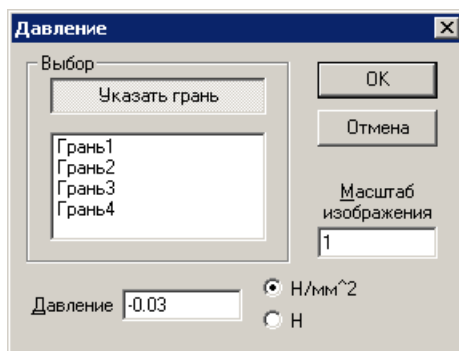 Давление
Выбор
Указать грань
Грань1
Грань2
Грань3
Грань4
OK
Отмена
Масштаб
изображения
1
Давление -0.03
Н/мм^2
Н